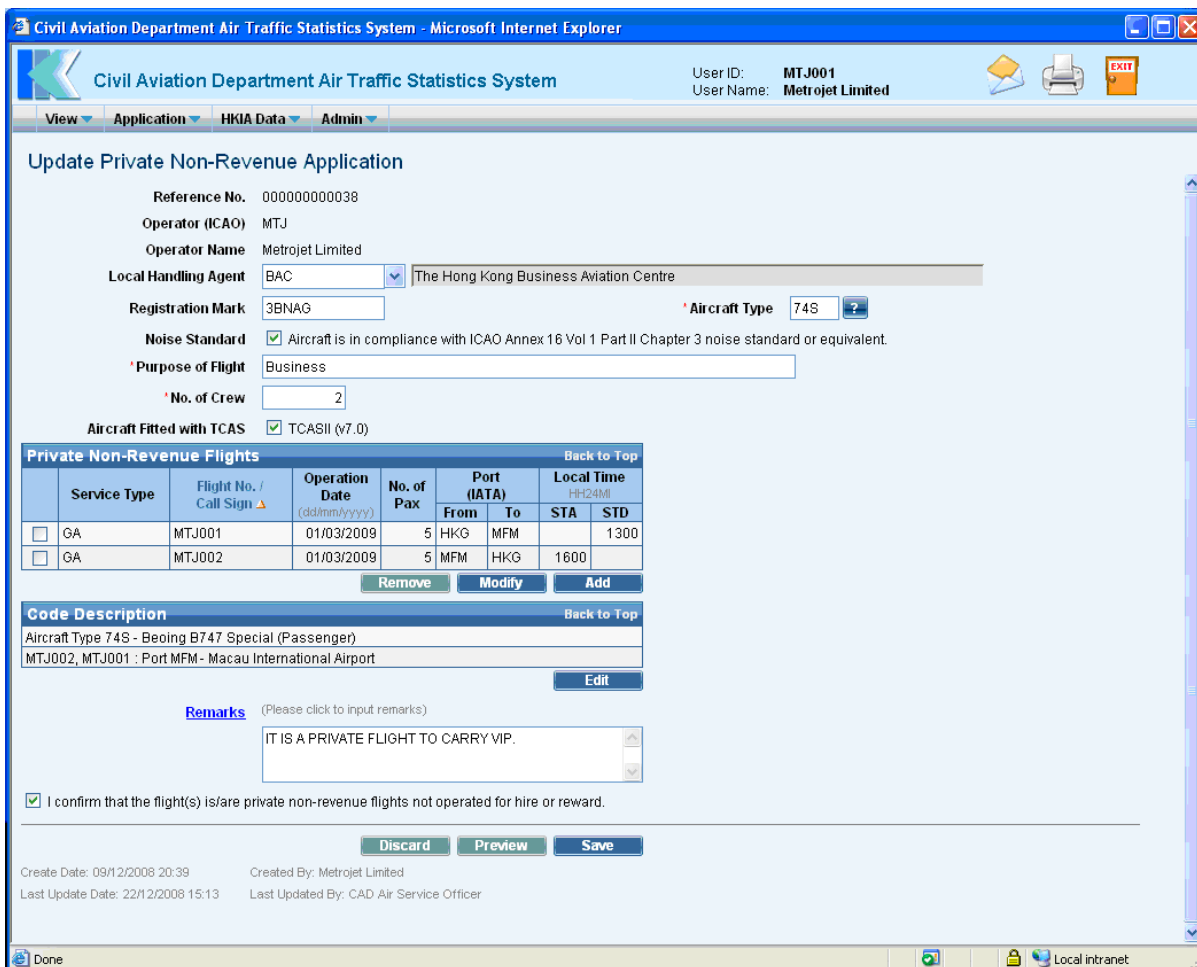 Civil Aviation Department Air Traffic Statistics System - Microsoft Internet Explorer
Civil Aviation Department Air Traffic Statistics System
User ID: MTJ001
User Name: Metrojet Limited
EXIT
View Application HKIA Data Admin
Update Private Non-Revenue Application
Reference No. 000000000038
Operator (ICAO) MTJ
Operator Name Metrojet Limited
Local Handling Agent BAC The Hong Kong Business Aviation Centre
Registration Mark 3BNAG *Aircraft Type 74S ?
Noise Standard Aircraft is in compliance with ICAO Annex 16 Vol 1 Part II Chapter 3 noise standard or equivalent.
*Purpose of Flight Business
*No. of Crew 2
Aircraft Fitted with TCAS TCASII (v7.0)
Private Non-Revenue Flights Back to Top
Service Type Flight No. / Call Sign Operation Date (dd/mm/yyyy) No. of Pax Port (IATA) Local Time HH24MI
From To STA STD
GA MTJ001 01/03/2009 5 HKG MFM 1300
GA MTJ002 01/03/2009 5 MFM HKG 1600
Remove Modify Add
Code Description Back to Top
Aircraft Type 74S - Beoing B747 Special (Passenger)
MTJ002, MTJ001 : Port MFM - Macau International Airport
Edit
Remarks (Please click to input remarks)
IT IS A PRIVATE FLIGHT TO CARRY VIP.
I confirm that the flight(s) is/are private non-revenue flights not operated for hire or reward.
Discard Preview Save
Create Date: 09/12/2008 20:39 Created By: Metrojet Limited
Last Update Date: 22/12/2008 15:13 Last Updated By: CAD Air Service Officer
Done Local intranet